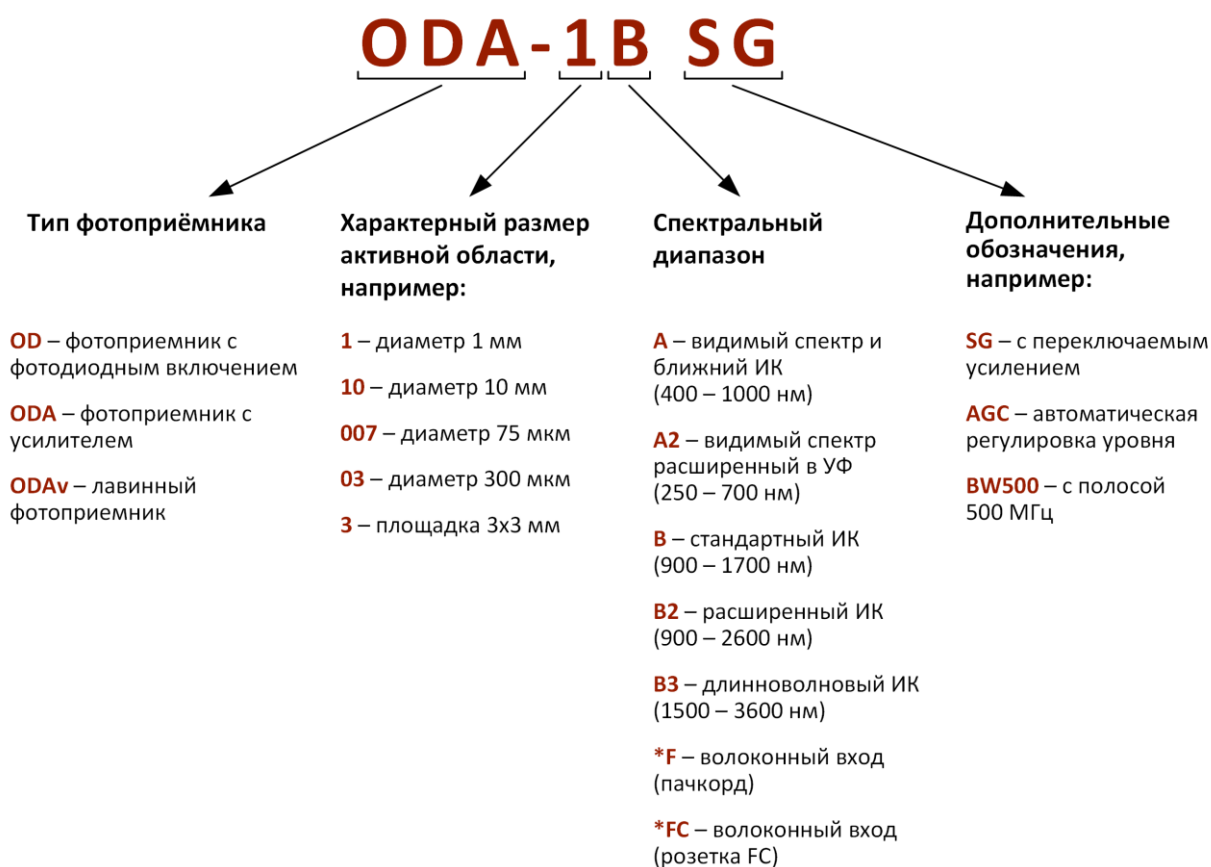 ODA-1B SG
Тип фотоприёмника
OD – фотоприемник с
фотодиодным включением
ODA – фотоприемник с
усилителем
ODAv – лавинный
фотоприемник
Характерный размер
активной области,
например:
1 – диаметр 1 мм
10 – диаметр 10 мм
007 – диаметр 75 мкм
03 – диаметр 300 мкм
3 – площадка 3х3 мм
Спектральный
диапазон
A – видимый спектр и
ближний ИК
(400 – 1000 нм)
A2 – видимый спектр
расширенный в УФ
(250 – 700 нм)
B – стандартный ИК
(900 – 1700 нм)
B2 – расширенный ИК
(900 – 2600 нм)
B3 – длинноволновый ИК
(1500 – 3600 нм)
*F – волоконный вход
(пачкорд)
*FC – волоконный вход
(розетка FC)
Дополнительные
обозначения,
например:
SG – с переключаемым
усилением
AGC – автоматическая
регулировка уровня
BW500 – с полосой
500 МГц